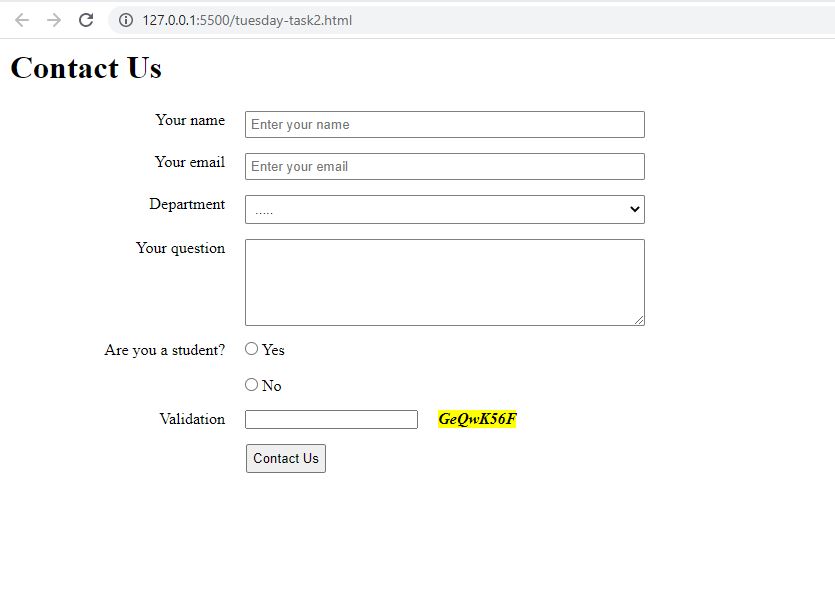 127.0.0.1:5500/tuesday-task2.html
Contact Us
Your name Enter your name
Your email Enter your email
Department .....
Your question
Are you a student? Yes
No
Validation GeQwK56F
Contact Us